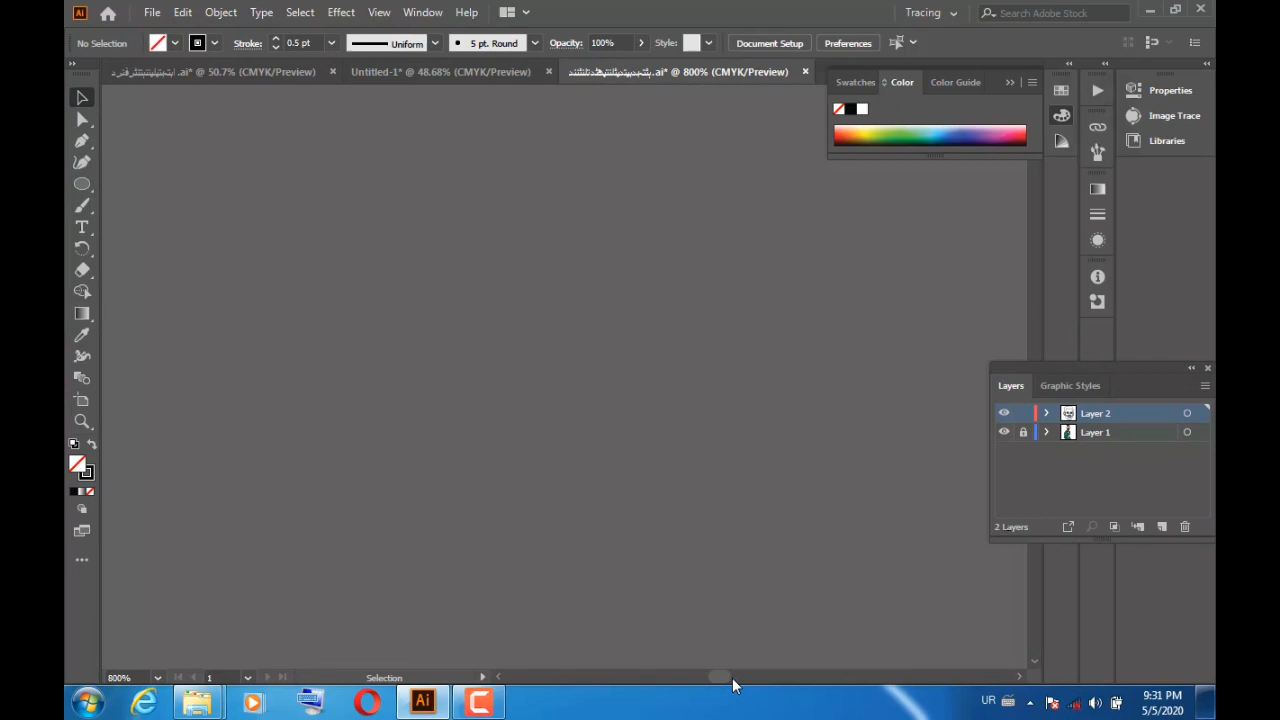 Ai File Edit Object Type Select Effect View Window Help Tracing Search Adobe Stock
No Selection Stroke: 0.5 pt Uniform 5 pt. Round Opacity: 100% Style: Document Setup Preferences
.ai* @ 50.7% (CMYK/Preview) × Untitled-1* @ 48.68% (CMYK/Preview) × .ai* @ 800% (CMYK/Preview) ×
Swatches Color Color Guide
Properties
Image Trace
Libraries
Layers Graphic Styles
Layer 2
Layer 1
2 Layers
800% 1 Selection
Ai UR 9:31 PM
5/5/2020